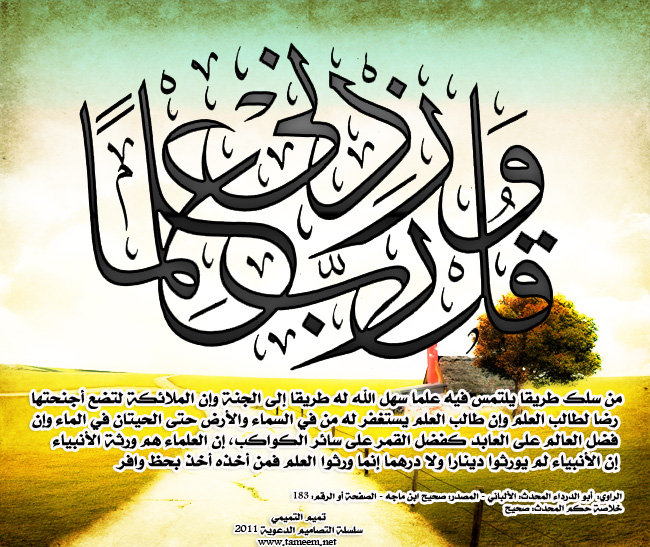 وَقُل رَّبِّ زِدْنِي عِلْمًا
من سلك طريقا يلتمس فيه علما سهل الله له طريقا إلى الجنة وإن الملائكة لتضع أجنحتها
رضا لطالب العلم وإن طالب العلم يستغفر له من في السماء والأرض حتى الحيتان في الماء وإن
فضل العالم على العابد كفضل القمر على سائر الكواكب، إن العلماء هم ورثة الأنبياء
إن الأنبياء لم يورثوا دينارا ولا درهما إنما ورثوا العلم فمن أخذه أخذ بحظ وافر
الراوي: أبو الدرداء المحدث: الألباني - المصدر: صحيح ابن ماجه - الصفحة أو الرقم: 183
خلاصة حكم المحدث: صحيح
تميم التميمي
سلسلة التصاميم الدعوية 2011
www.tameem.net